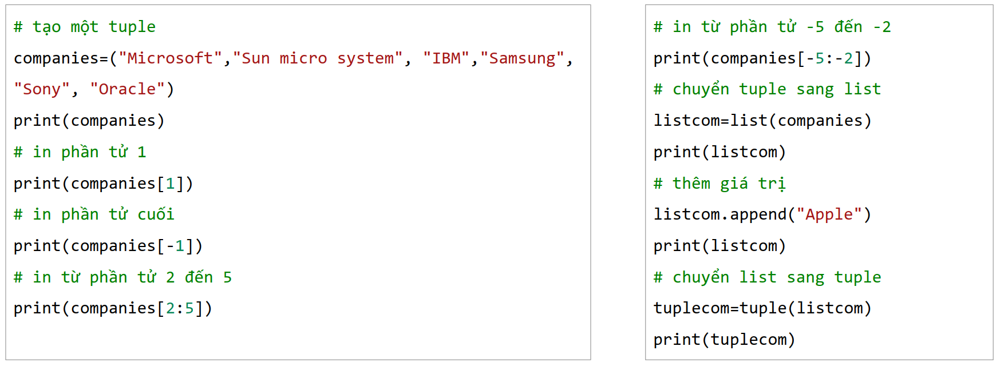 # tạo một tuple
companies=("Microsoft","Sun micro system", "IBM","Samsung",
"Sony", "Oracle")
print(companies)
# in phần tử 1
print(companies[1])
# in phần tử cuối
print(companies[-1])
# in từ phần tử 2 đến 5
print(companies[2:5])
# in từ phần tử -5 đến -2
print(companies[-5:-2])
# chuyển tuple sang list
listcom=list(companies)
print(listcom)
# thêm giá trị
listcom.append("Apple")
print(listcom)
# chuyển list sang tuple
tuplecom=tuple(listcom)
print(tuplecom)